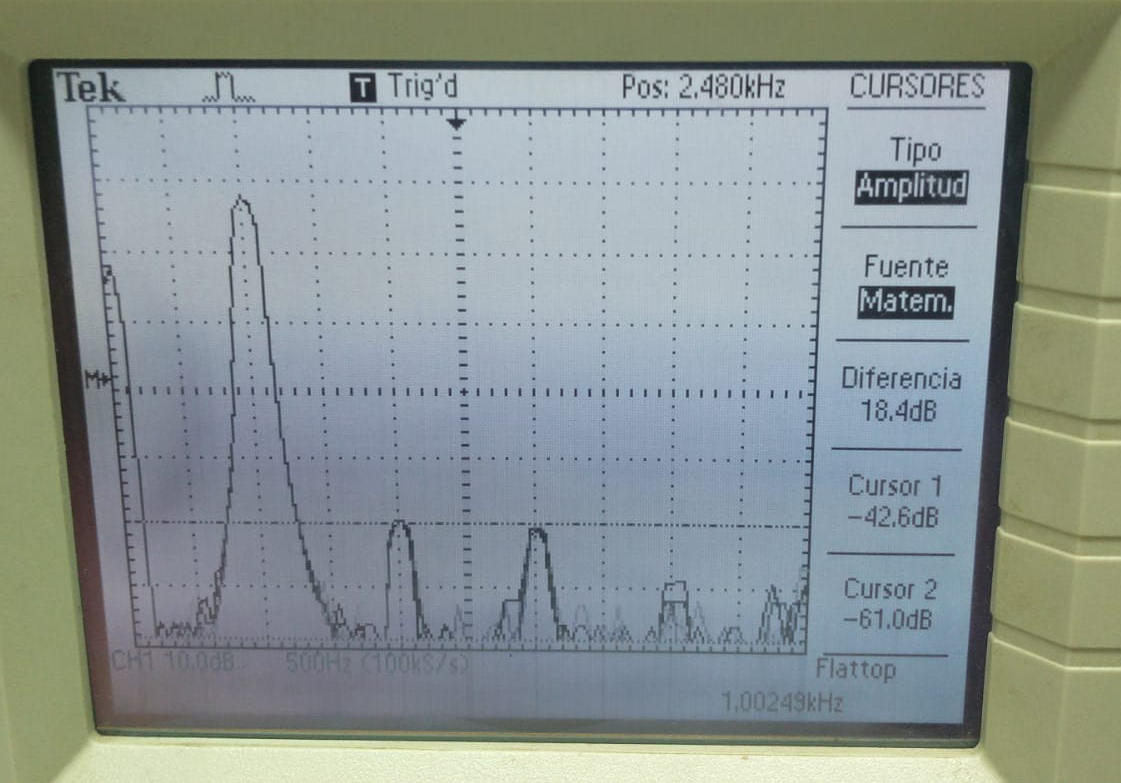 Tek T Trig'd Pos: 2.480kHz CURSORES
Tipo
Amplitud
Fuente
Matem.
M
Diferencia
18.4dB
Cursor 1
-42.6dB
Cursor 2
-61.0dB
CH1 10.0dB 500Hz (100kS/s) Flattop
1.00249kHz